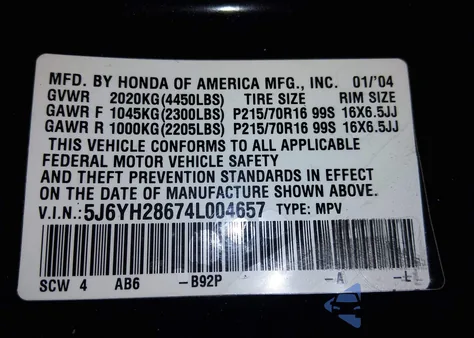 MFD. BY HONDA OF AMERICA MFG., INC. 01/'04
GVWR 2020KG(4450LBS) TIRE SIZE RIM SIZE
GAWR F 1045KG(2300LBS) P215/70R16 99S 16X6.5JJ
GAWR R 1000KG(2205LBS) P215/70R16 99S 16X6.5JJ
THIS VEHICLE CONFORMS TO ALL APPLICABLE
FEDERAL MOTOR VEHICLE SAFETY
AND THEFT PREVENTION STANDARDS IN EFFECT
ON THE DATE OF MANUFACTURE SHOWN ABOVE.
V.I.N.:5J6YH28674L004657 TYPE: MPV
SCW 4 AB6 -B92P -A